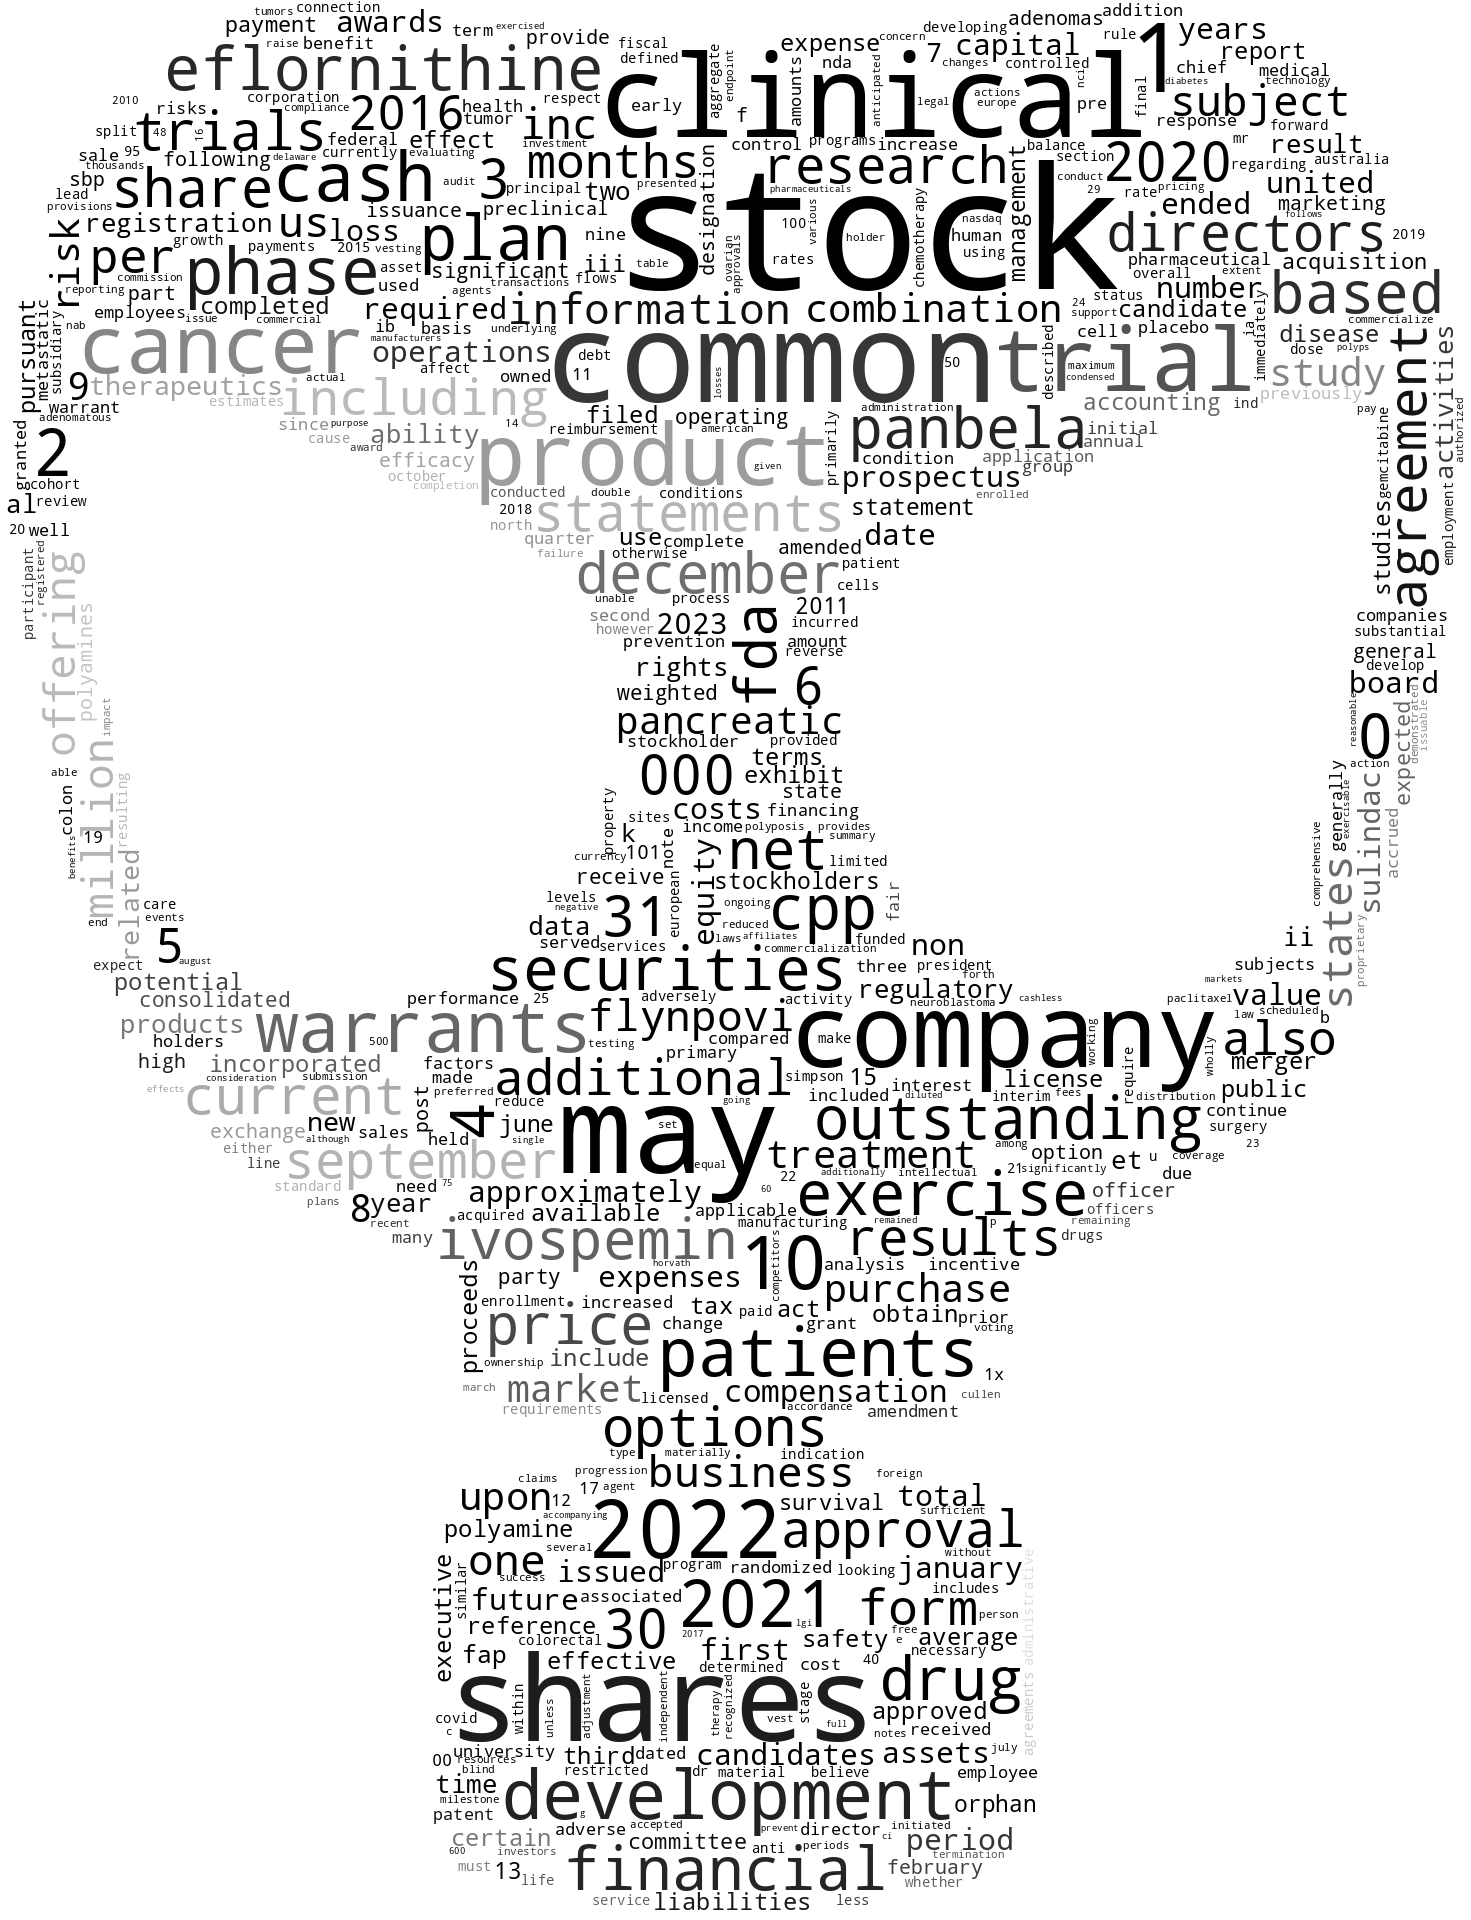 tumors connection
payment awards term exercised provide fiscal
raise benefit defined
eflornithine
clinical
developing adenomas addition
expense concern 7 capital rule 1 years
nda changes controlled report
chief medical
diabetes technology
aggregate endpoint amounts anticipated legal actions europe nci pre final subject
early f
2010 corporation compliance 2016 health respect
risks tumor inc
split 48 16 trials federal effect investment
control programs increase balance response forward
sale 95 following currently evaluating months research section 2020 mr result
thousands delaware regarding australia
sbp share cash audit 3 principal two presented designation pharmaceuticals management conduct 29 rate pricing united
lead provisions issuance preclinical stock marketing
registration us loss plan nine 100 various holder chemotherapy nasdaq human using ended follows
growth payments 2015 vesting directors 2019
risk per phase asset significant iii table ovarian approvals rates pharmaceutical acquisition
commission used agents transactions flows overall extent
reporting part completed required information combination 24 status number based
pursuant metastatic subsidiary employees issue commercial ib basis underlying support candidate immediately commercialize
nab manufacturers cell placebo ia disease agreement activities
cancer operations affect owned debt 11 common losses 50 described trial maximum condensed dose polyps
9 therapeutics actual study
estimates including accounting ind previously
warrant adenomatous since purpose 14 filed operating administration pay
cause ability reimbursement american primarily panbela initial annual authorized
granted 2 award efficacy product given condition application gemcitabine
cohort october completion prospectus group
al review conducted double conditions enrolled
2018 statements statement
20 well north use complete date studies employment
quarter failure otherwise amended
participant registered offering december patient cells
polyamines unable process
second 2023 fda 2011 companies
however incurred substantial
prevention amount general
rights reverse develop
weighted 6 board
impact pancreatic reasonable expected demonstrated issuable
stockholder provided 0
terms action
able million 000 exhibit
state generally exercisable
colon resulting costs financing sulindac
property sites income polyposis provides
19 k note summary accrued
benefits currency 101 net limited comprehensive
related receive equity stockholders states
care levels negative european ongoing fair
end events 31 cpp
5 data reduced
served services laws affiliates funded non ii
august commercialization
expect securities three president subjects proprietary
potential forth markets
consolidated performance 25 adversely activity regulatory neuroblastoma cashless paclitaxel value
products warrants flynpovi company law scheduled b
holders 500 testing compared make working also
high incorporated factors primary wholly merger
consideration submission made additional simpson 15 interest license require
effects current preferred reduce going included diluted interim fees distribution public
exchange new post 4 june may set outstanding continue
although sales held single surgery
either line september treatment among option et u coverage 23
equal 22 additionally intellectual 21 significantly due
standard need 75 approximately 60 exercise officer
plans 8 year acquired available applicable officers
recent manufacturing remained p remaining
many ivospemin results drugs
horvath 10 competitors analysis incentive
proceeds party expenses purchase
enrollment increased tax paid act obtain prior
price change grant voting
ownership include patients 1x
march market licensed compensation cullen
requirements accordance amendment
options
type materially indication
progression business foreign
claims 17 agent
upon 12 survival total
accompanying 2022 sufficient
polyamine several approval
executive one success issued program randomized looking without january
similar future associated includes
reference 2021 form person
colorectal 30 2017 lgi free e average
fap first safety necessary
effective determined cost 40
shares drug agreements administrative
within unless adjustment independent therapy recognized vest stage full
covid approved
c notes received
university third dated candidates assets july
00 resources restricted
blind dr material believe employee
time development
milestone orphan
patent g
adverse accepted prevent director initiated
certain committee anti periods ci period
600 investors termination
must 13 financial february
life whether
service liabilities less